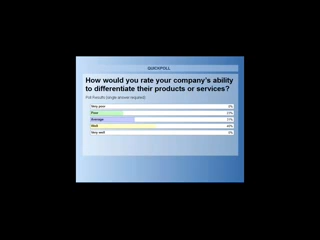 QUICKPOLL
How would you rate your company's ability
to differentiate their products or services?
Poll Results (single answer required):
Very poor
Poor
Average
Well
Very well